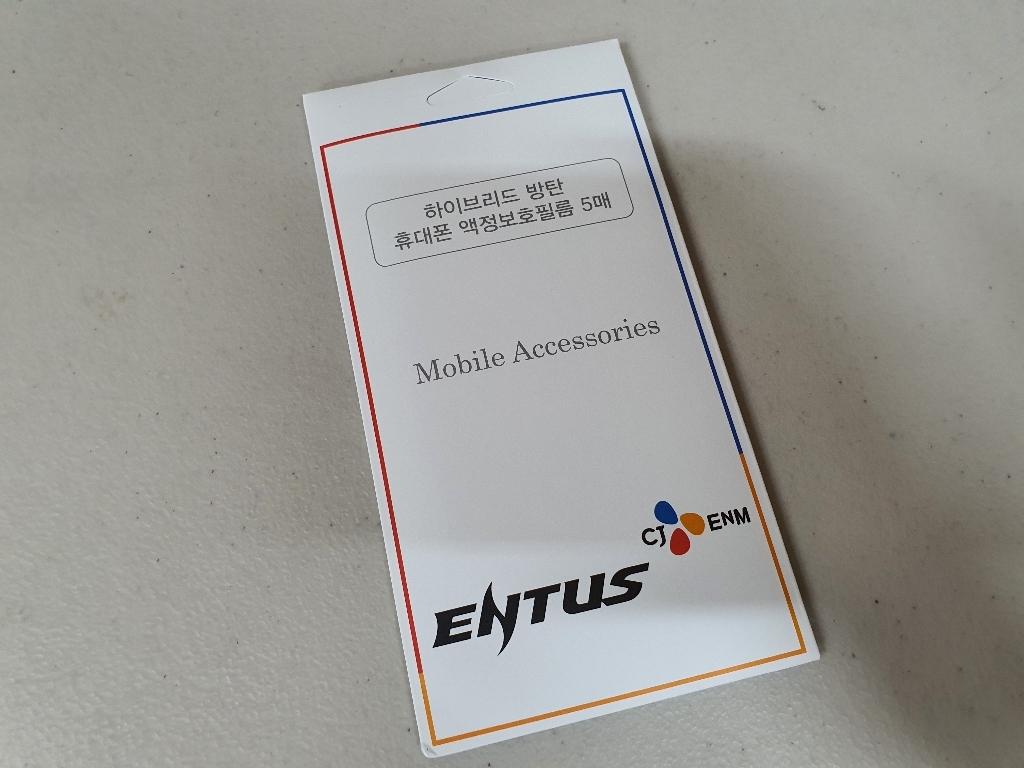 하이브리드 방탄
휴대폰 액정보호필름 5매
Mobile Accessories
CJ ENM
ENTUS